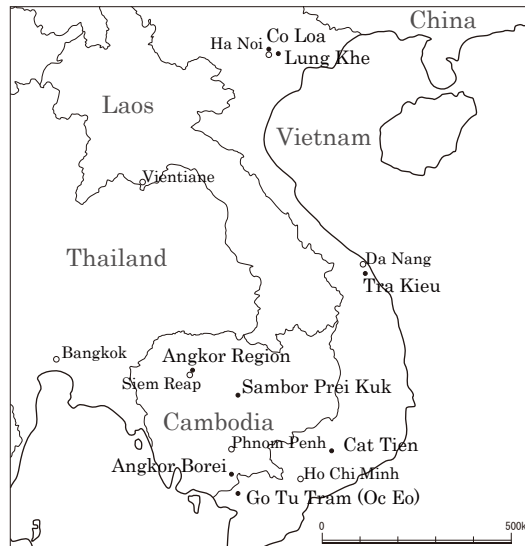 China
Co Loa
Ha Noi
Lung Khe
Laos
Vietnam
Vientiane
Thailand
Da Nang
Tra Kieu
Bangkok
Angkor Region
Siem Reap
Sambor Prei Kuk
Cambodia
Phnom Penh
Cat Tien
Angkor Borei
Ho Chi Minh
Go Tu Tram (Oc Eo)
0 500k